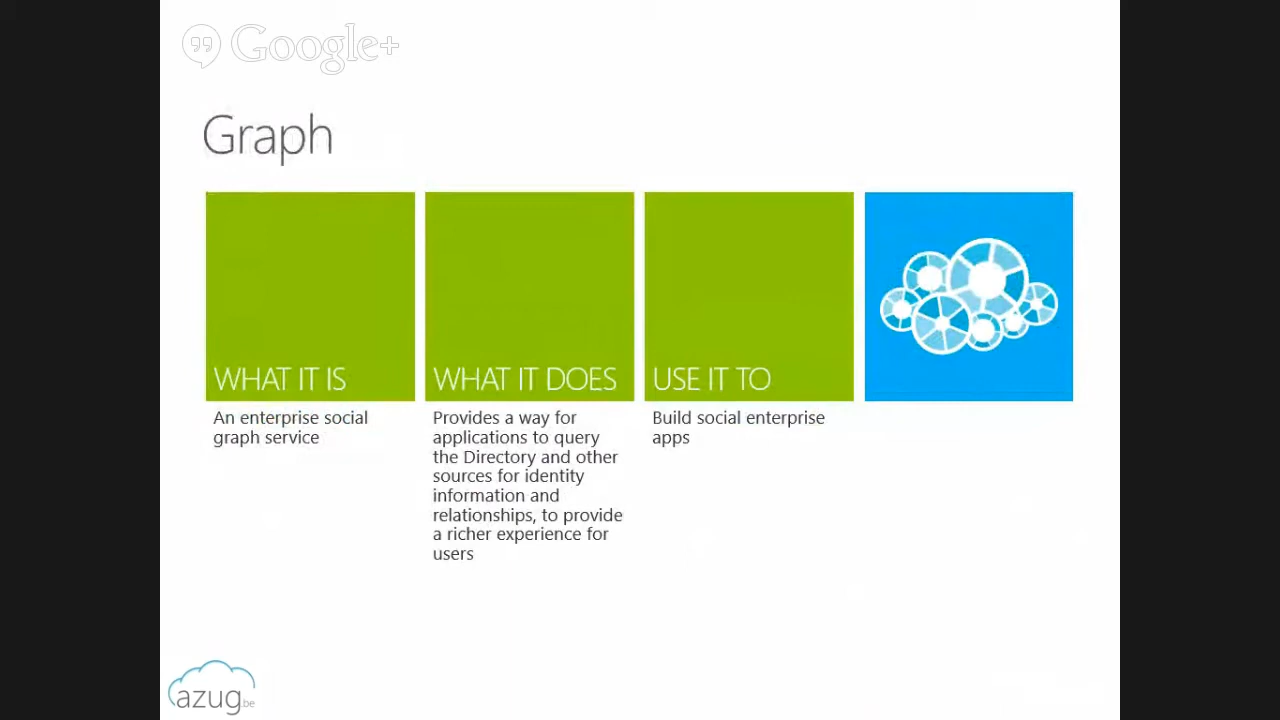 Google+
Graph
WHAT IT IS
An enterprise social
graph service
WHAT IT DOES
Provides a way for
applications to query
the Directory and other
sources for identity
information and
relationships, to provide
a richer experience for
users
USE IT TO
Build social enterprise
apps
azug.be